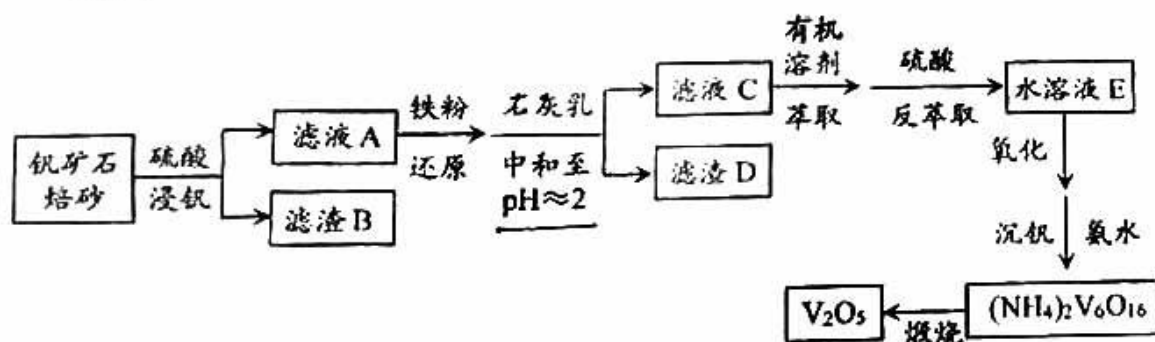 钒矿石
焙砂
硫酸
浸钒
滤液 A
滤渣 B
铁粉
还原
石灰乳
中和至
pH≈2
滤液 C
滤渣 D
有机
溶剂
萃取
硫酸
反萃取
水溶液 E
氧化
沉钒
氨水
(NH₄)₂V₆O₁₆
煅烧
V₂O₅